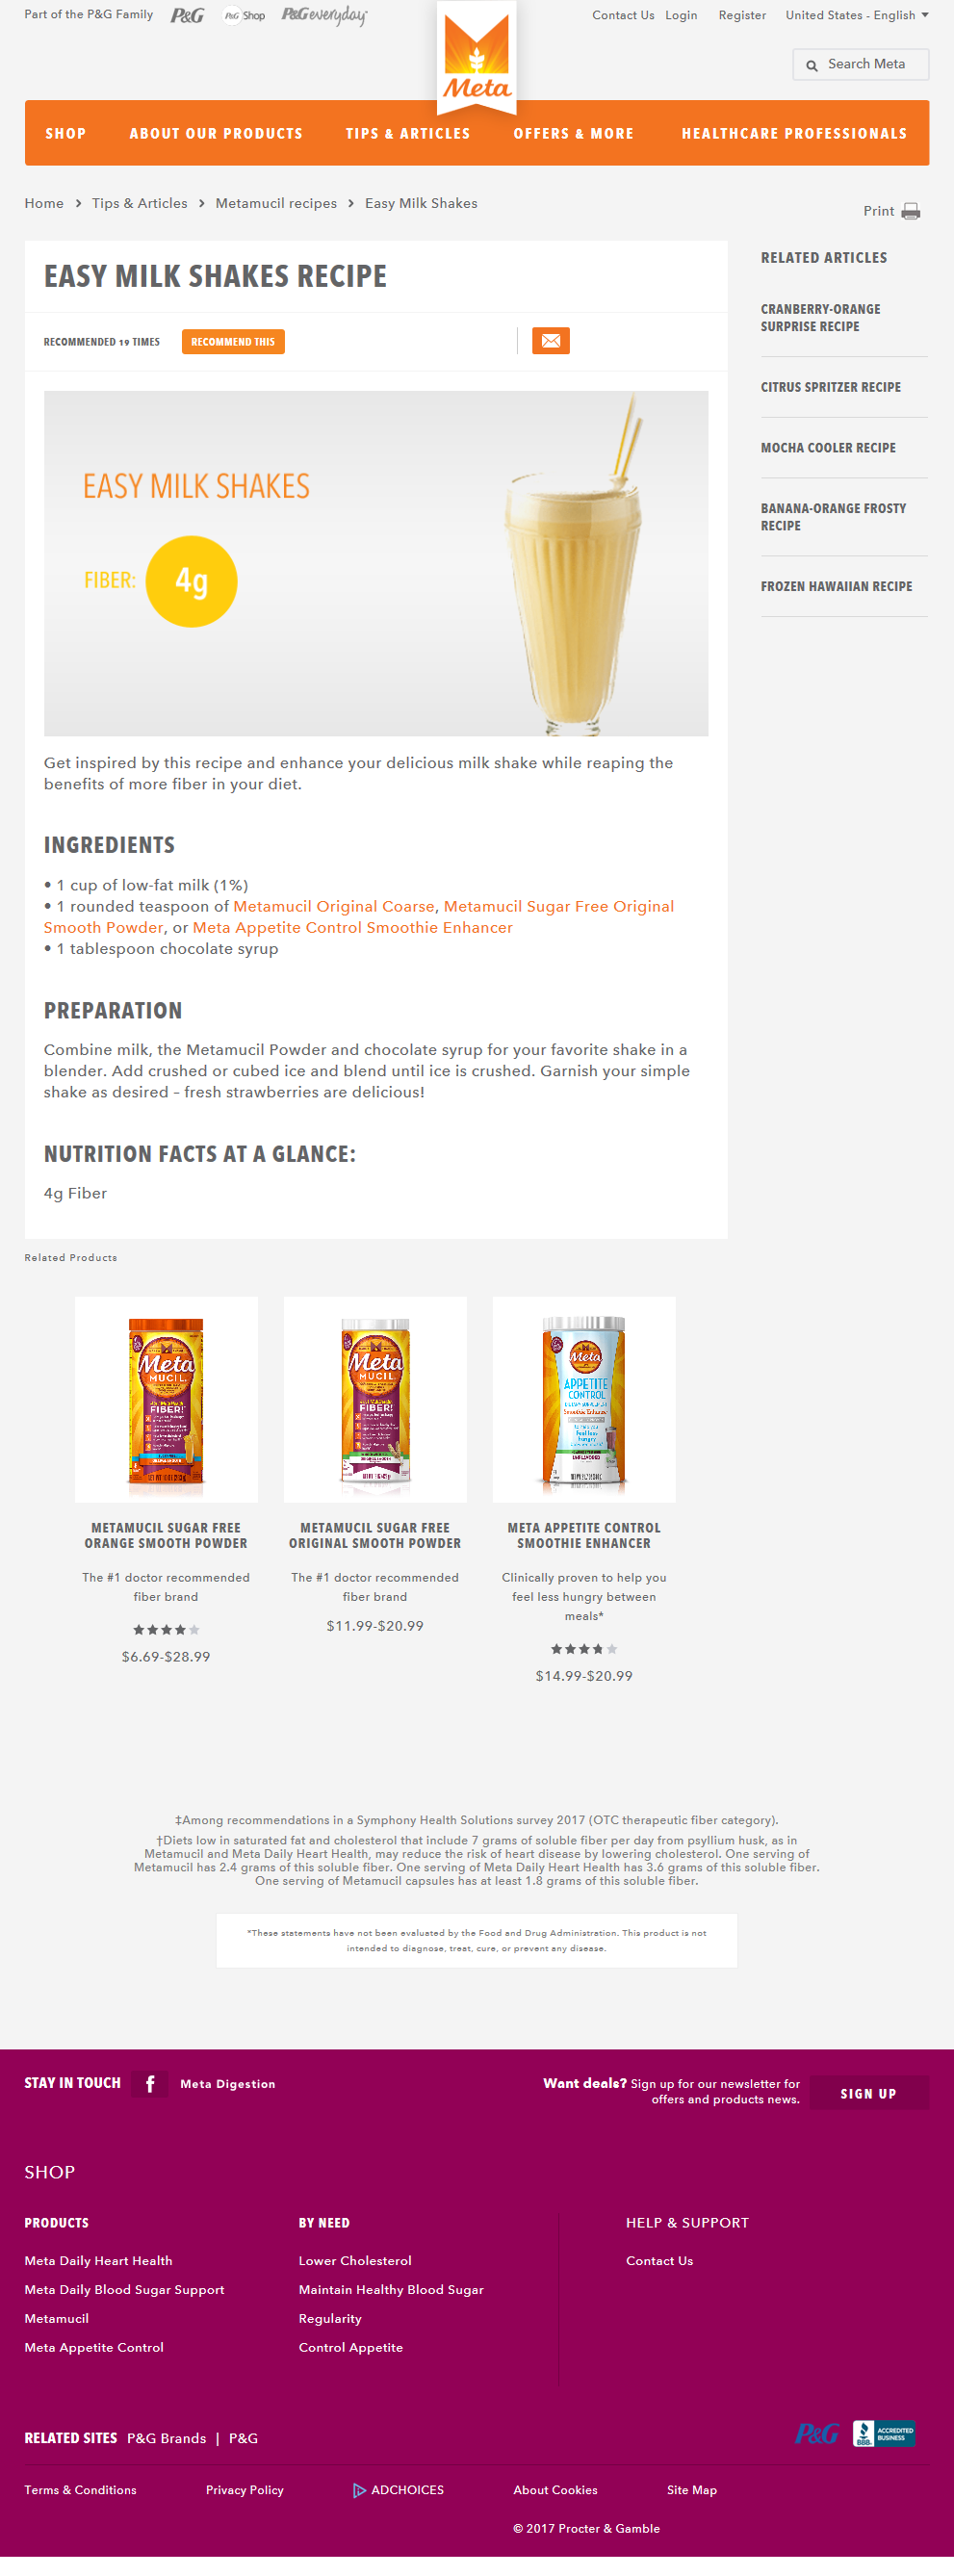 Part of the P&G Family P&G P&G Shop P&G everyday
Contact Us Login Register United States - English
Meta
Search Meta
SHOP ABOUT OUR PRODUCTS TIPS & ARTICLES OFFERS & MORE HEALTHCARE PROFESSIONALS
Home > Tips & Articles > Metamucil recipes > Easy Milk Shakes
Print
EASY MILK SHAKES RECIPE
RECOMMENDED 19 TIMES RECOMMEND THIS
EASY MILK SHAKES
FIBER: 4g
Get inspired by this recipe and enhance your delicious milk shake while reaping the
benefits of more fiber in your diet.
INGREDIENTS
• 1 cup of low-fat milk (1%)
• 1 rounded teaspoon of Metamucil Original Coarse, Metamucil Sugar Free Original
Smooth Powder, or Meta Appetite Control Smoothie Enhancer
• 1 tablespoon chocolate syrup
PREPARATION
Combine milk, the Metamucil Powder and chocolate syrup for your favorite shake in a
blender. Add crushed or cubed ice and blend until ice is crushed. Garnish your simple
shake as desired – fresh strawberries are delicious!
NUTRITION FACTS AT A GLANCE:
4g Fiber
RELATED ARTICLES
CRANBERRY-ORANGE
SURPRISE RECIPE
CITRUS SPRITZER RECIPE
MOCHA COOLER RECIPE
BANANA-ORANGE FROSTY
RECIPE
FROZEN HAWAIIAN RECIPE
Related Products
Meta
MUCIL
FIBER!
METAMUCIL SUGAR FREE
ORANGE SMOOTH POWDER
The #1 doctor recommended
fiber brand
$6.69-$28.99
Meta
MUCIL
FIBER!
METAMUCIL SUGAR FREE
ORIGINAL SMOOTH POWDER
The #1 doctor recommended
fiber brand
$11.99-$20.99
Meta
APPETITE
CONTROL
Smoothie Enhancer
feel less
hungry
UNFLAVORED
META APPETITE CONTROL
SMOOTHIE ENHANCER
Clinically proven to help you
feel less hungry between
meals*
$14.99-$20.99
‡Among recommendations in a Symphony Health Solutions survey 2017 (OTC therapeutic fiber category).
†Diets low in saturated fat and cholesterol that include 7 grams of soluble fiber per day from psyllium husk, as in
Metamucil and Meta Daily Heart Health, may reduce the risk of heart disease by lowering cholesterol. One serving of
Metamucil has 2.4 grams of this soluble fiber. One serving of Meta Daily Heart Health has 3.6 grams of this soluble fiber.
One serving of Metamucil capsules has at least 1.8 grams of this soluble fiber.
*These statements have not been evaluated by the Food and Drug Administration. This product is not
intended to diagnose, treat, cure, or prevent any disease.
STAY IN TOUCH f Meta Digestion
Want deals? Sign up for our newsletter for
offers and products news.
SIGN UP
SHOP
PRODUCTS
Meta Daily Heart Health
Meta Daily Blood Sugar Support
Metamucil
Meta Appetite Control
BY NEED
Lower Cholesterol
Maintain Healthy Blood Sugar
Regularity
Control Appetite
HELP & SUPPORT
Contact Us
RELATED SITES P&G Brands | P&G
P&G
BBB
ACCREDITED
BUSINESS
Terms & Conditions Privacy Policy ADCHOICES About Cookies Site Map
© 2017 Procter & Gamble